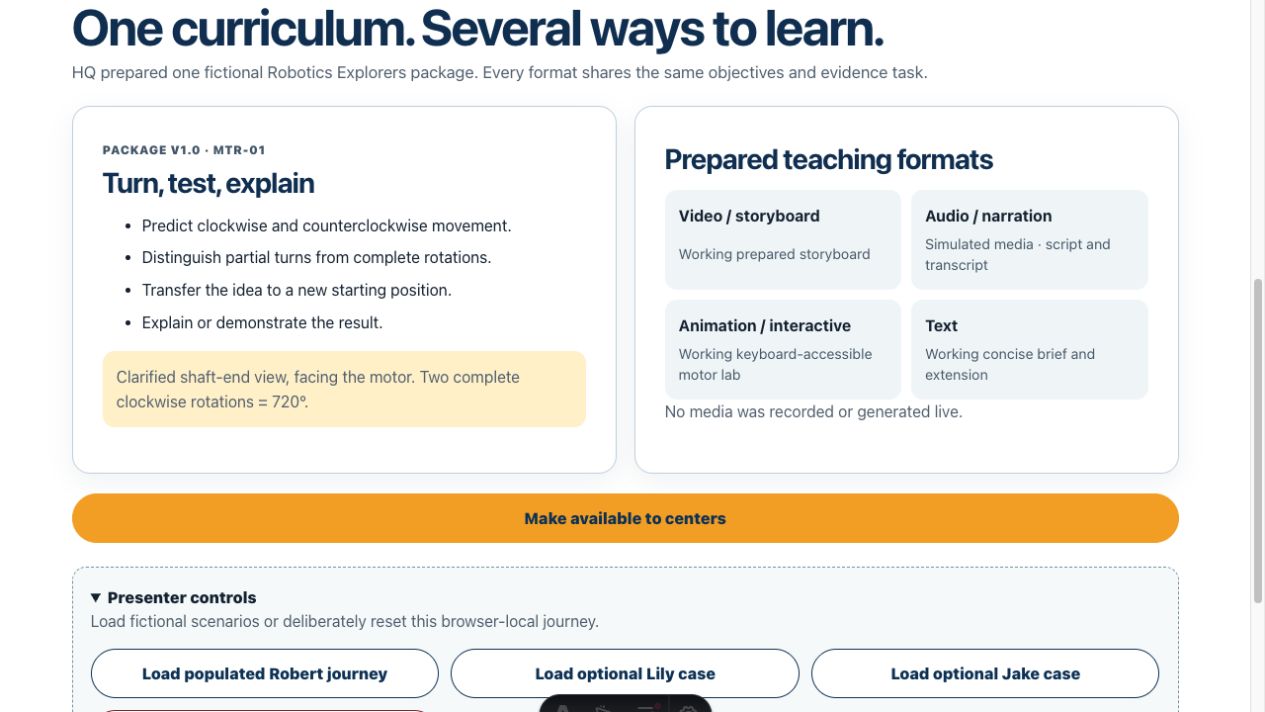 One curriculum. Several ways to learn.
HQ prepared one fictional Robotics Explorers package. Every format shares the same objectives and evidence task.
PACKAGE V1.0 · MTR-01
Turn, test, explain
• Predict clockwise and counterclockwise movement.
• Distinguish partial turns from complete rotations.
• Transfer the idea to a new starting position.
• Explain or demonstrate the result.
Clarified shaft-end view, facing the motor. Two complete
clockwise rotations = 720°.
Prepared teaching formats
Video / storyboard
Working prepared storyboard
Audio / narration
Simulated media · script and
transcript
Animation / interactive
Working keyboard-accessible
motor lab
Text
Working concise brief and
extension
No media was recorded or generated live.
Make available to centers
▼ Presenter controls
Load fictional scenarios or deliberately reset this browser-local journey.
Load populated Robert journey
Load optional Lily case
Load optional Jake case